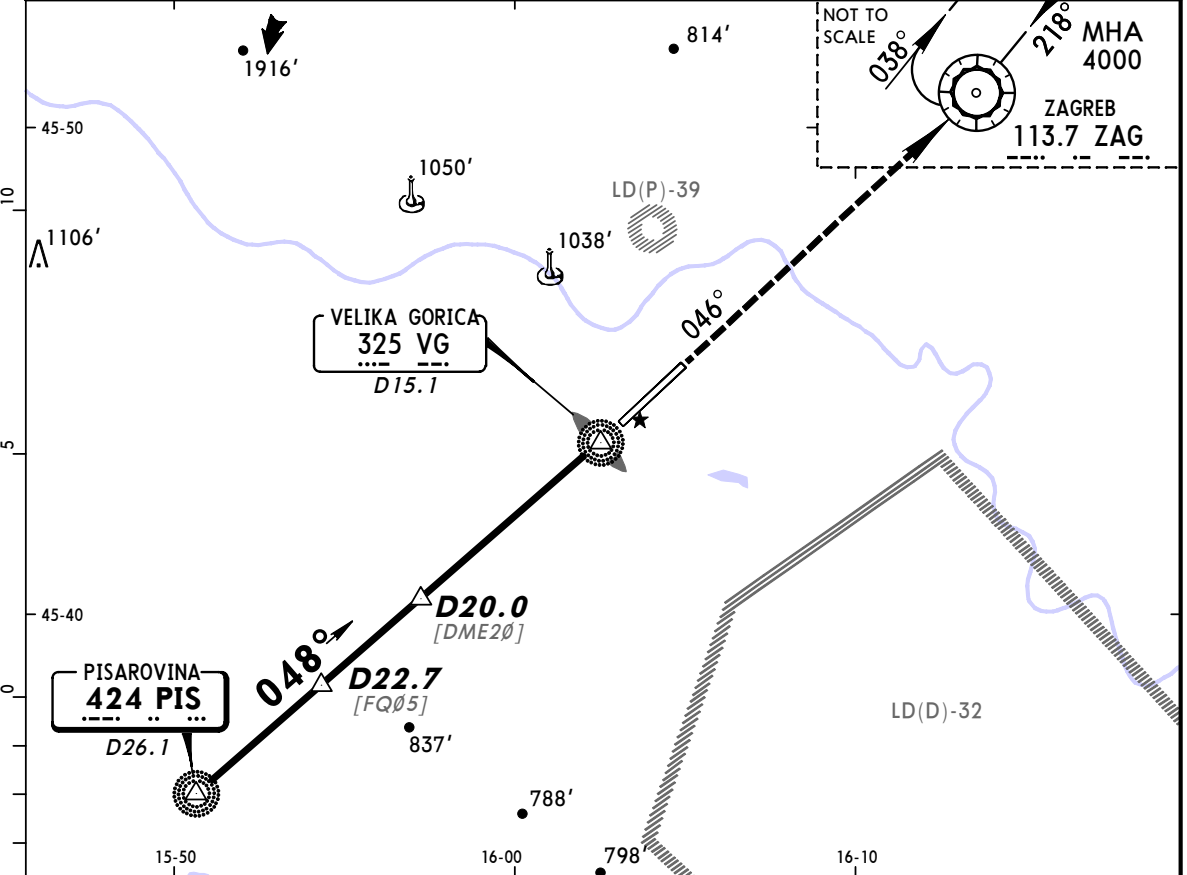 NOT TO
SCALE
038°
218°
MHA
4000
814'
1916'
45-50
ZAGREB
113.7 ZAG
1050'
LD(P)-39
10
1106'
1038'
046°
VELIKA GORICA
325 VG
D15.1
5
D20.0
[DME2Ø]
45-40
048°
PISAROVINA
424 PIS
D26.1
D22.7
[FQØ5]
0
837'
LD(D)-32
788'
798'
15-50
16-00
16-10